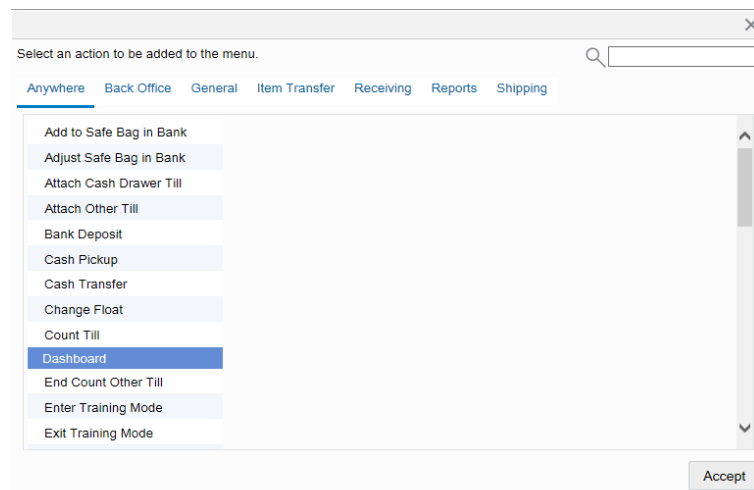 Select an action to be added to the menu.
Anywhere Back Office General Item Transfer Receiving Reports Shipping
Add to Safe Bag in Bank
Adjust Safe Bag in Bank
Attach Cash Drawer Till
Attach Other Till
Bank Deposit
Cash Pickup
Cash Transfer
Change Float
Count Till
Dashboard
End Count Other Till
Enter Training Mode
Exit Training Mode
Accept